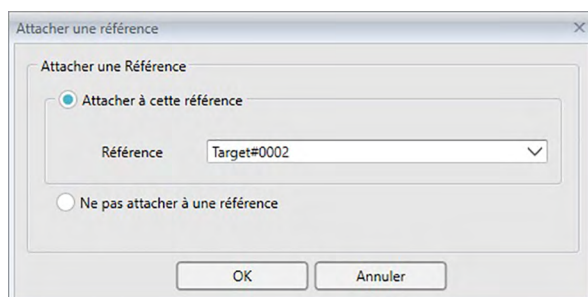 Attacher une référence
Attacher une Référence
Attacher à cette référence
Référence Target#0002
Ne pas attacher à une référence
OK Annuler